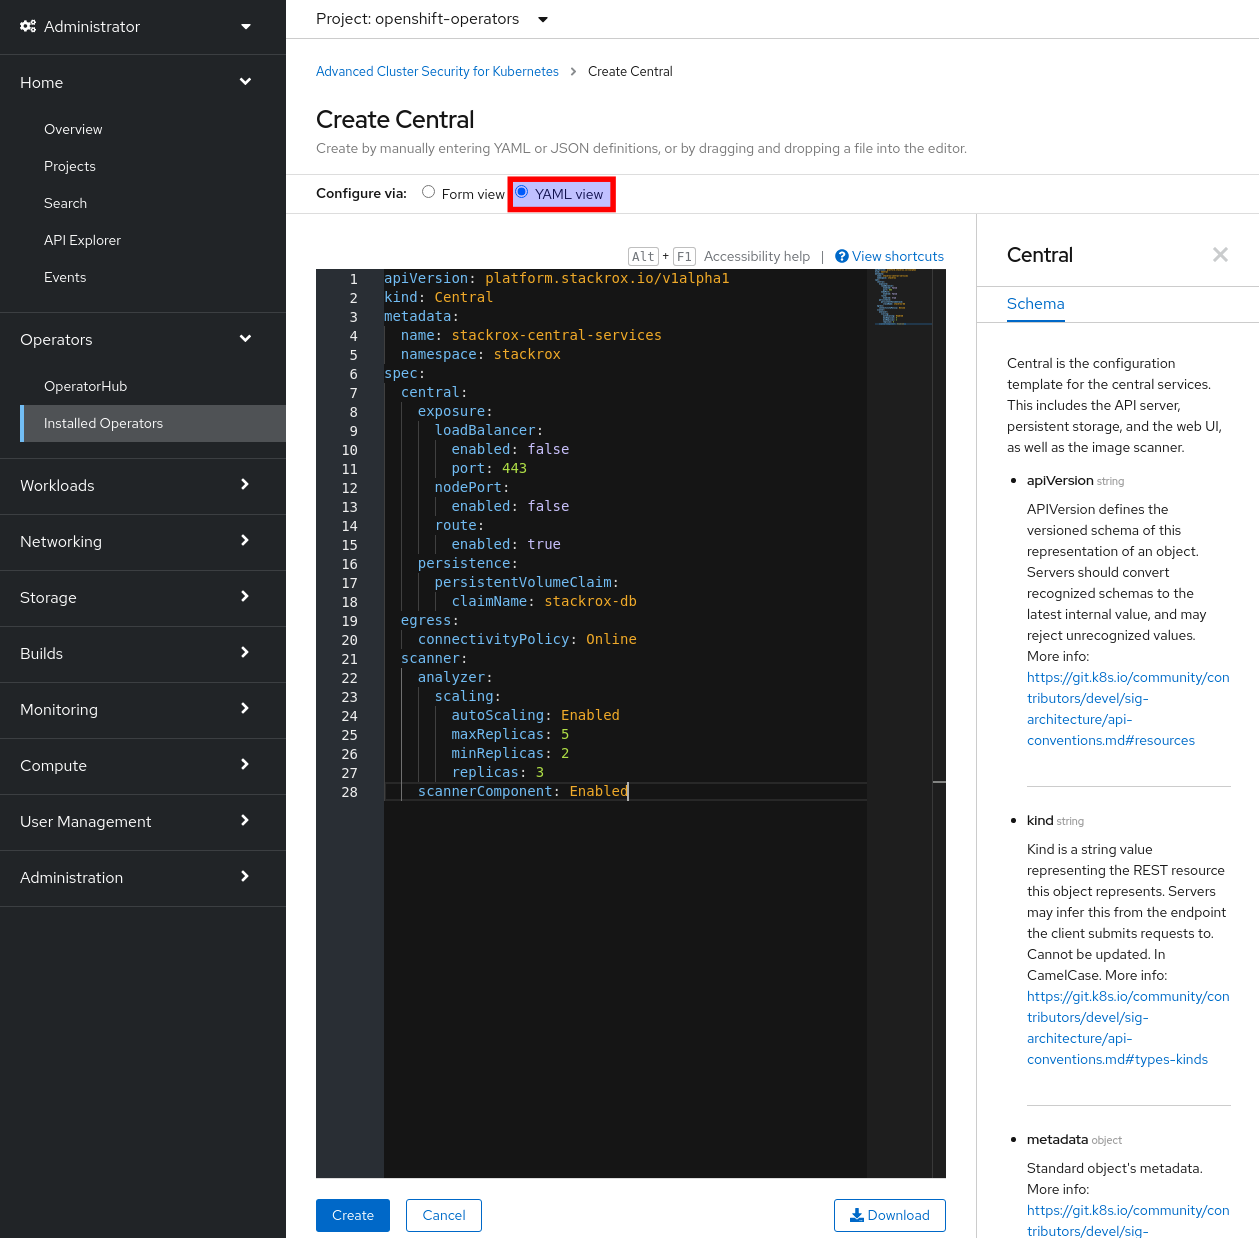 Administrator
Home
Overview
Projects
Search
API Explorer
Events
Operators
OperatorHub
Installed Operators
Workloads
Networking
Storage
Builds
Monitoring
Compute
User Management
Administration
Project: openshift-operators
Advanced Cluster Security for Kubernetes > Create Central
Create Central
Create by manually entering YAML or JSON definitions, or by dragging and dropping a file into the editor.
Configure via: Form view YAML view
Alt + F1 Accessibility help | View shortcuts
1 apiVersion: platform.stackrox.io/v1alpha1
2 kind: Central
3 metadata:
4 name: stackrox-central-services
5 namespace: stackrox
6 spec:
7 central:
8 exposure:
9 loadBalancer:
10 enabled: false
11 port: 443
12 nodePort:
13 enabled: false
14 route:
15 enabled: true
16 persistence:
17 persistentVolumeClaim:
18 claimName: stackrox-db
19 egress:
20 connectivityPolicy: Online
21 scanner:
22 analyzer:
23 scaling:
24 autoScaling: Enabled
25 maxReplicas: 5
26 minReplicas: 2
27 replicas: 3
28 scannerComponent: Enabled
Create
Cancel
Download
Central
Schema
Central is the configuration
template for the central services.
This includes the API server,
persistent storage, and the web UI,
as well as the image scanner.
• apiVersion string
APIVersion defines the
versioned schema of this
representation of an object.
Servers should convert
recognized schemas to the
latest internal value, and may
reject unrecognized values.
More info:
https://git.k8s.io/community/con
tributors/devel/sig-
architecture/api-
conventions.md#resources
• kind string
Kind is a string value
representing the REST resource
this object represents. Servers
may infer this from the endpoint
the client submits requests to.
Cannot be updated. In
CamelCase. More info:
https://git.k8s.io/community/con
tributors/devel/sig-
architecture/api-
conventions.md#types-kinds
• metadata object
Standard object's metadata.
More info:
https://git.k8s.io/community/con
tributors/devel/sig-